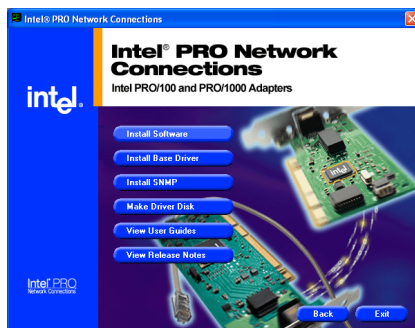 Intel® PRO Network Connections
Intel® PRO Network
Connections
Intel PRO/100 and PRO/1000 Adapters
intel.
Install Software
Install Base Driver
Install SNMP
Make Driver Disk
View User Guides
View Release Notes
intel
Intel® PRO
Network Connections
Back
Exit